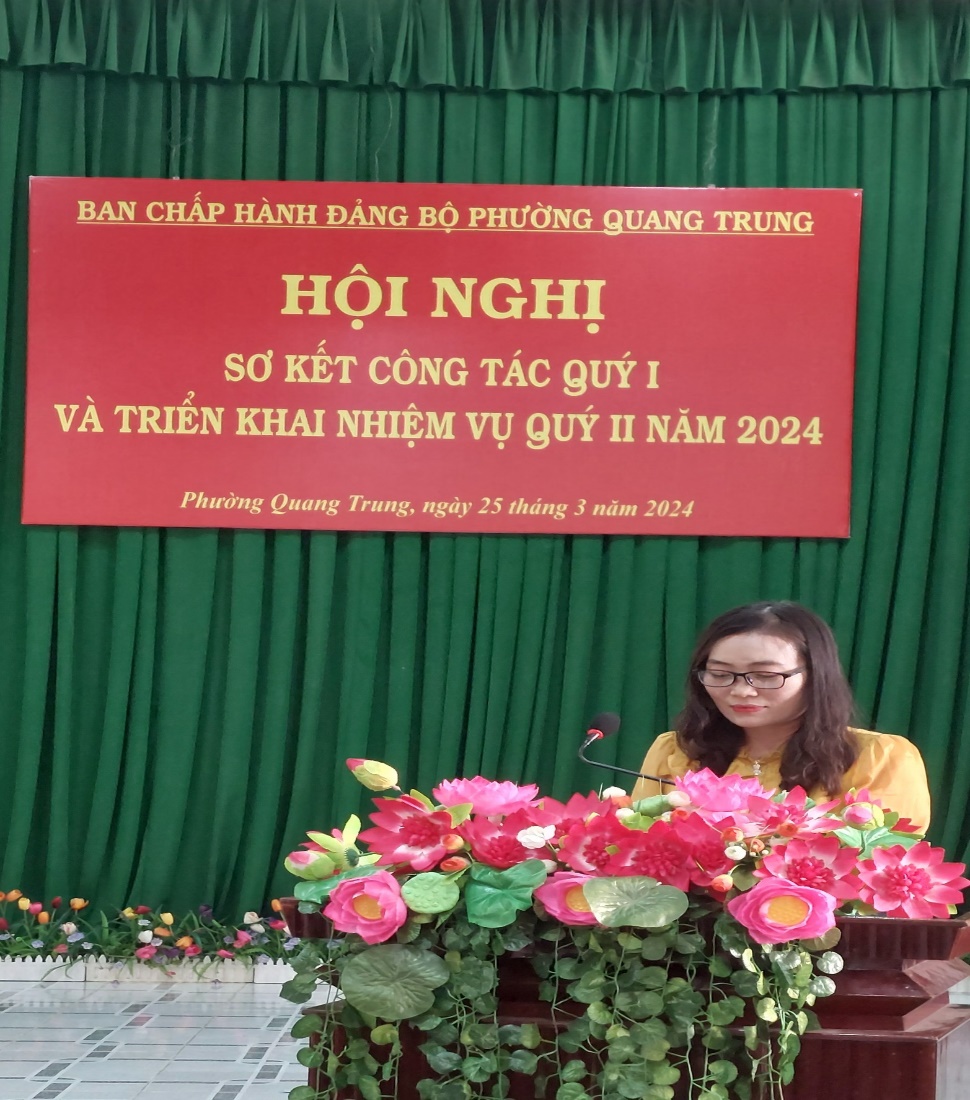 BAN CHẤP HÀNH ĐẢNG BỘ PHƯỜNG QUANG TRUNG
HỘI NGHỊ
SƠ KẾT CÔNG TÁC QUÝ I
VÀ TRIỂN KHAI NHIỆM VỤ QUÝ II NĂM 2024
Phường Quang Trung, ngày 25 tháng 3 năm 2024